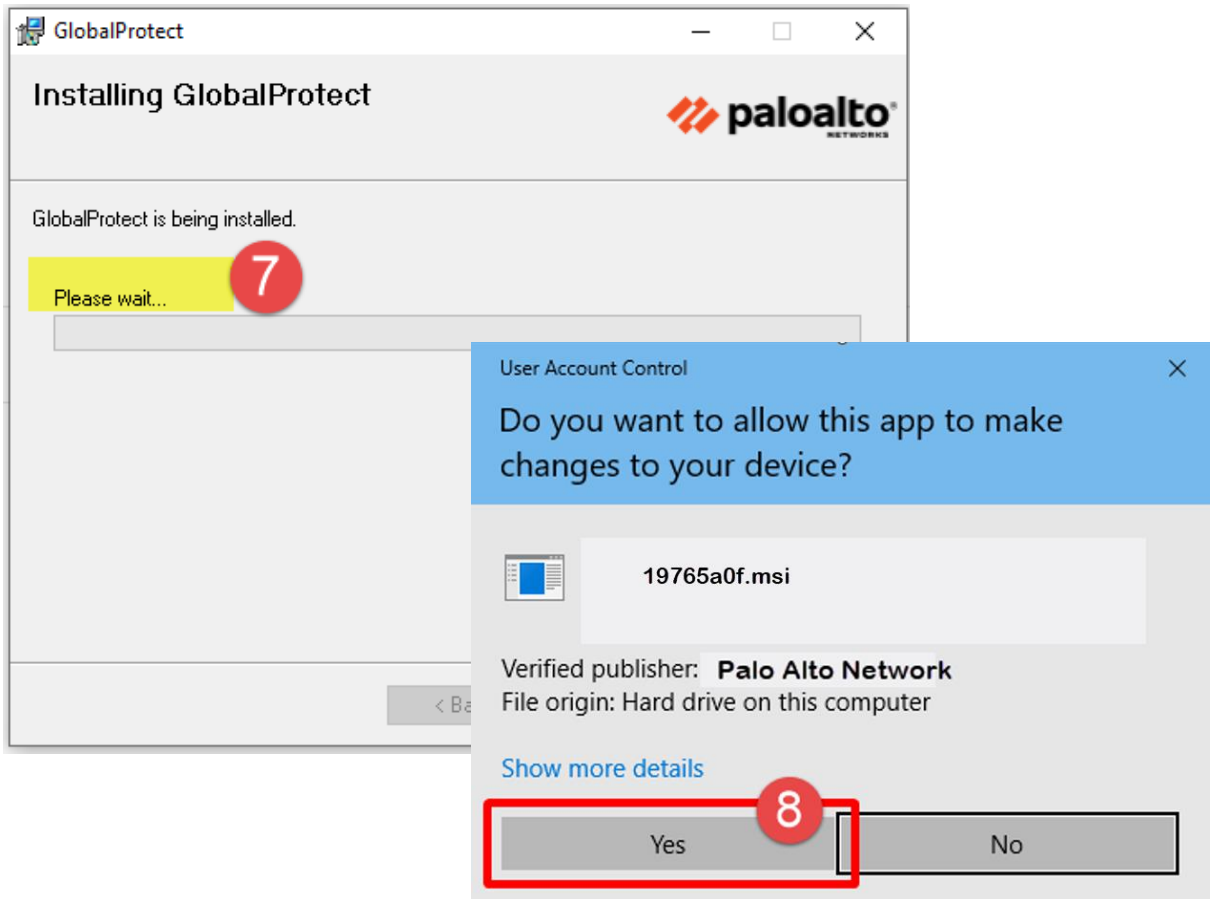 GlobalProtect
Installing GlobalProtect
paloalto
NETWORKS
GlobalProtect is being installed.
7
Please wait...
User Account Control
Do you want to allow this app to make
changes to your device?
19765a0f.msi
Verified publisher: Palo Alto Network
File origin: Hard drive on this computer
< Ba
Show more details
8
Yes
No